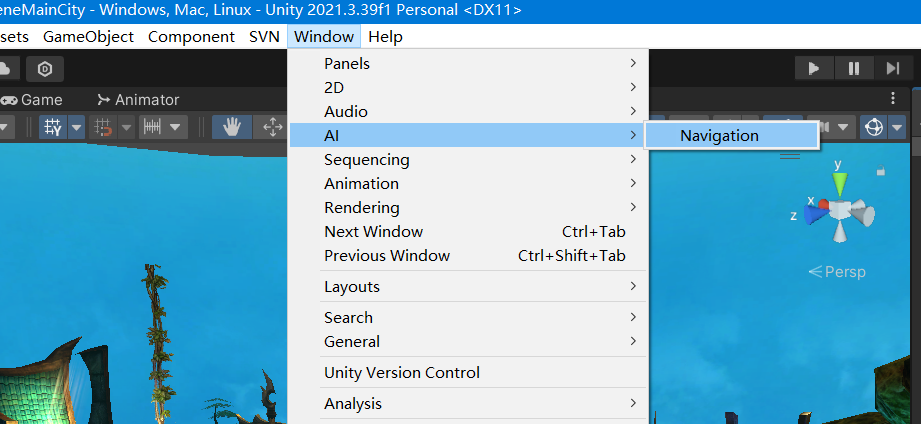 eneMainCity - Windows, Mac, Linux - Unity 2021.3.39f1 Personal <DX11>
sets GameObject Component SVN Window Help
Game Animator
Panels
2D
Audio
AI
Navigation
Sequencing
Animation
Rendering
Next Window Ctrl+Tab
Previous Window Ctrl+Shift+Tab
Layouts
Search
General
Unity Version Control
Analysis
y
x
z
Persp